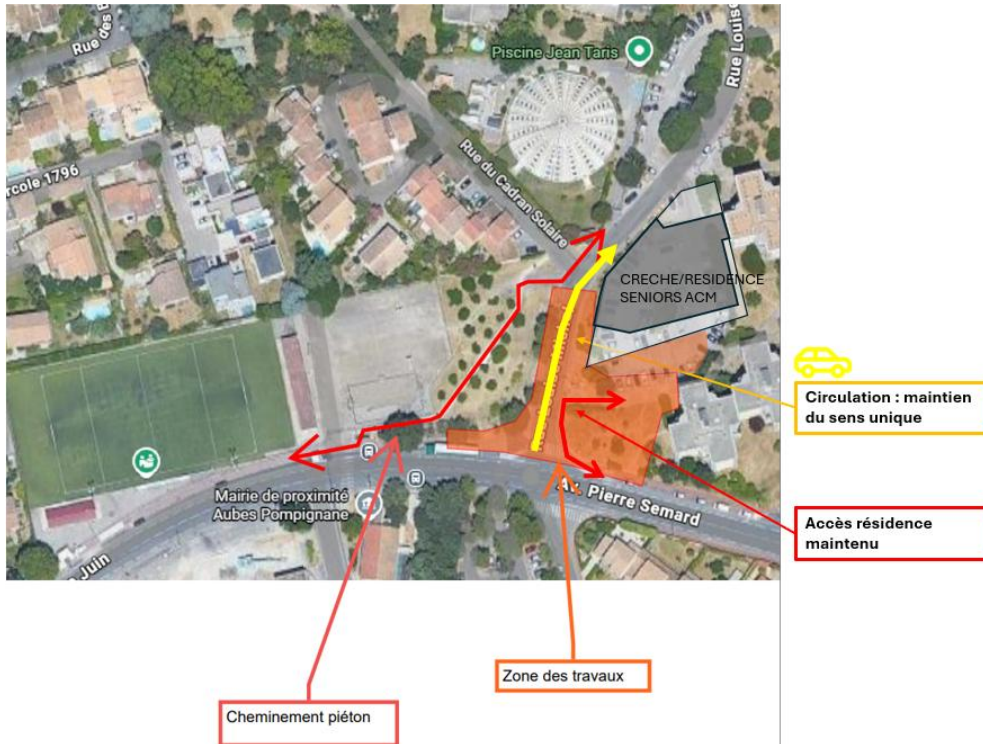 Rue des B
Piscine Jean Taris
Rue Louise
rcole 1796
Rue du Cadran Solaire
CRECHE/RESIDENCE
SENIORS ACM
Circulation : maintien
du sens unique
Mairie de proximité
Aubes Pompignane
Av. Pierre Semard
Juin
Accès résidence
maintenu
Zone des travaux
Cheminement piéton